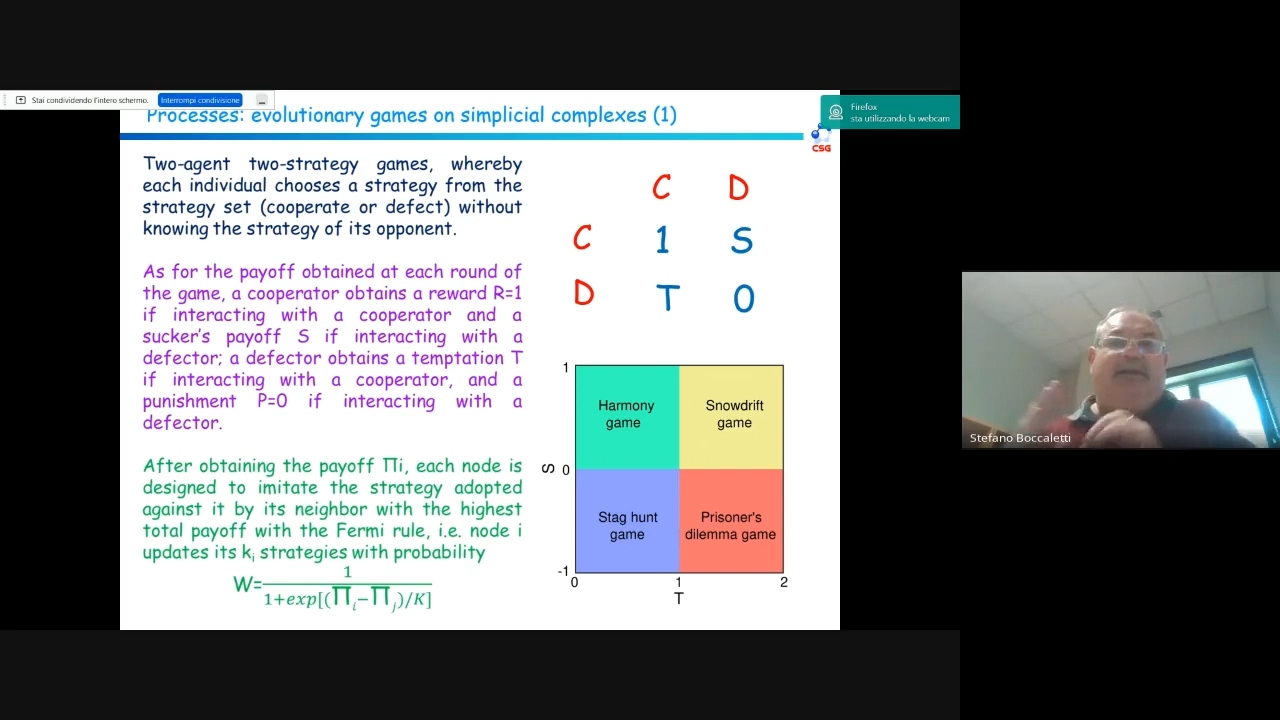 Stai condividendo l'intero schermo. Interrompi condivisione
Firefox
sta utilizzando la webcam
Processes: evolutionary games on simplicial complexes (1)
CSG
Two-agent two-strategy games, whereby
each individual chooses a strategy from the
strategy set (cooperate or defect) without
knowing the strategy of its opponent.
As for the payoff obtained at each round of
the game, a cooperator obtains a reward R=1
if interacting with a cooperator and a
sucker's payoff S if interacting with a
defector; a defector obtains a temptation T
if interacting with a cooperator, and a
punishment P=0 if interacting with a
defector.
After obtaining the payoff Πi, each node is
designed to imitate the strategy adopted
against it by its neighbor with the highest
total payoff with the Fermi rule, i.e. node i
updates its kᵢ strategies with probability
W=1/1+exp[(Πᵢ−Πⱼ)/K]
C D
C 1 S
D T 0
1
Harmony
game
Snowdrift
game
S 0
Stag hunt
game
Prisoner's
dilemma game
-1
0 1 2
T
Stefano Boccaletti